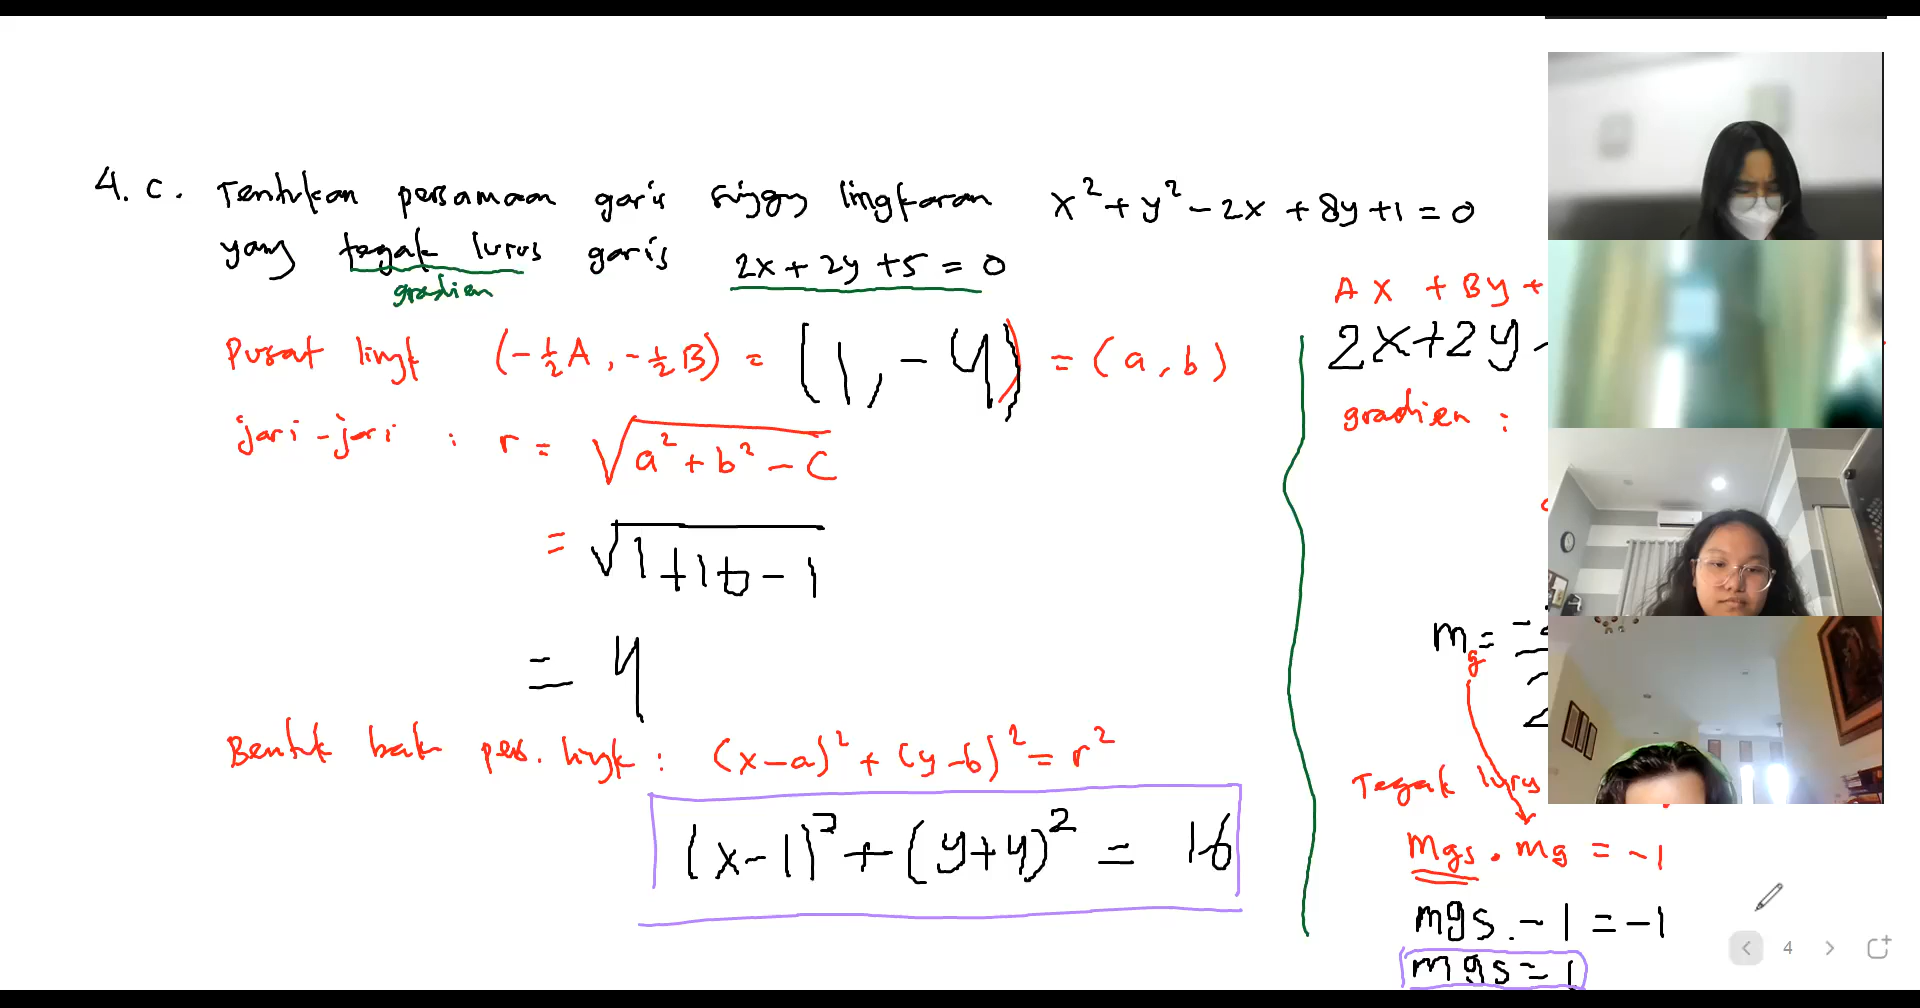 4. c. Tentukan persamaan garis singgung lingkaran x² + y² - 2x + 8y + 1 = 0
yang tegak lurus garis 2x + 2y + 5 = 0
gradien
Pusat lingk (-½A, -½B) = (1, -4) = (a, b)
jari-jari : r = √(a² + b² - C)
= √(1+16-1)
= 4
Bentuk baku pers. lingk : (x-a)² + (y-b)² = r²
(x-1)² + (y+4)² = 16
Ax + By +
2x+2y
gradien :
mg = -2
Tegak lurus
mgs . mg = -1
mgs . -1 = -1
mgs = 1
4